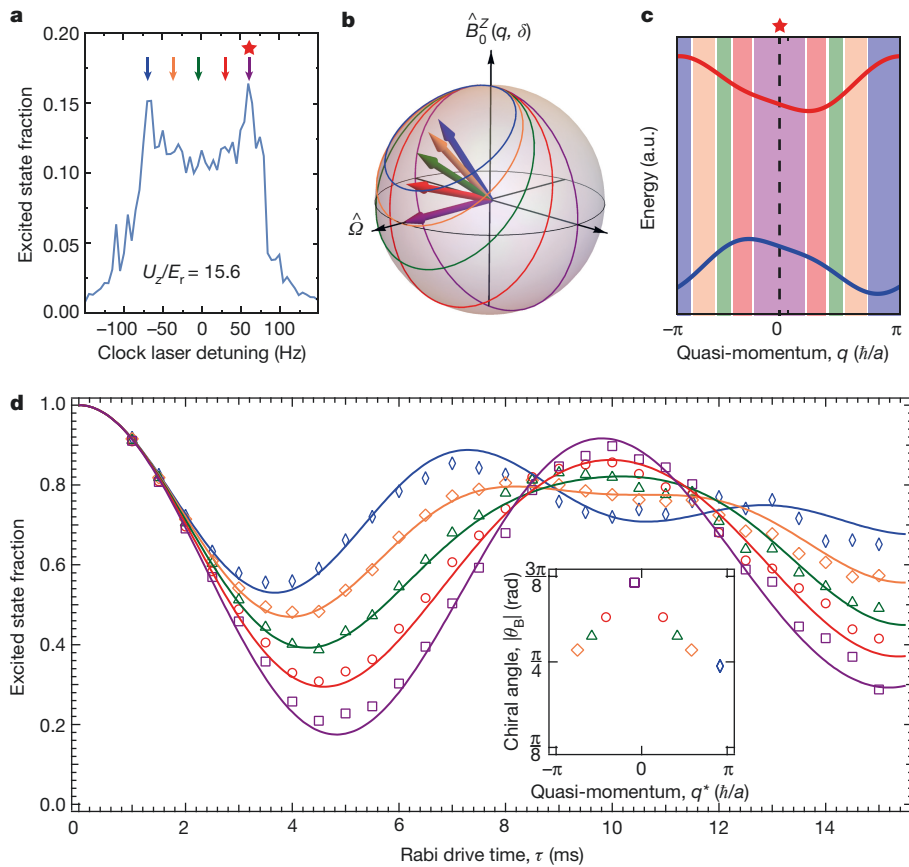 a
0.20
0.15
0.10
0.05
0.00
Excited state fraction
U_z/E_r = 15.6
−100 −50 0 50 100
Clock laser detuning (Hz)
b
B̂₀ᶻ(q, δ)
Ω̂
c
Energy (a.u.)
−π 0 π
Quasi-momentum, q (ħ/a)
d
1.0
0.8
0.6
0.4
0.2
0.0
Excited state fraction
0 2 4 6 8 10 12 14
Rabi drive time, τ (ms)
3π/8
π/4
π/8
Chiral angle, |θ_B| (rad)
−π 0 π
Quasi-momentum, q* (ħ/a)